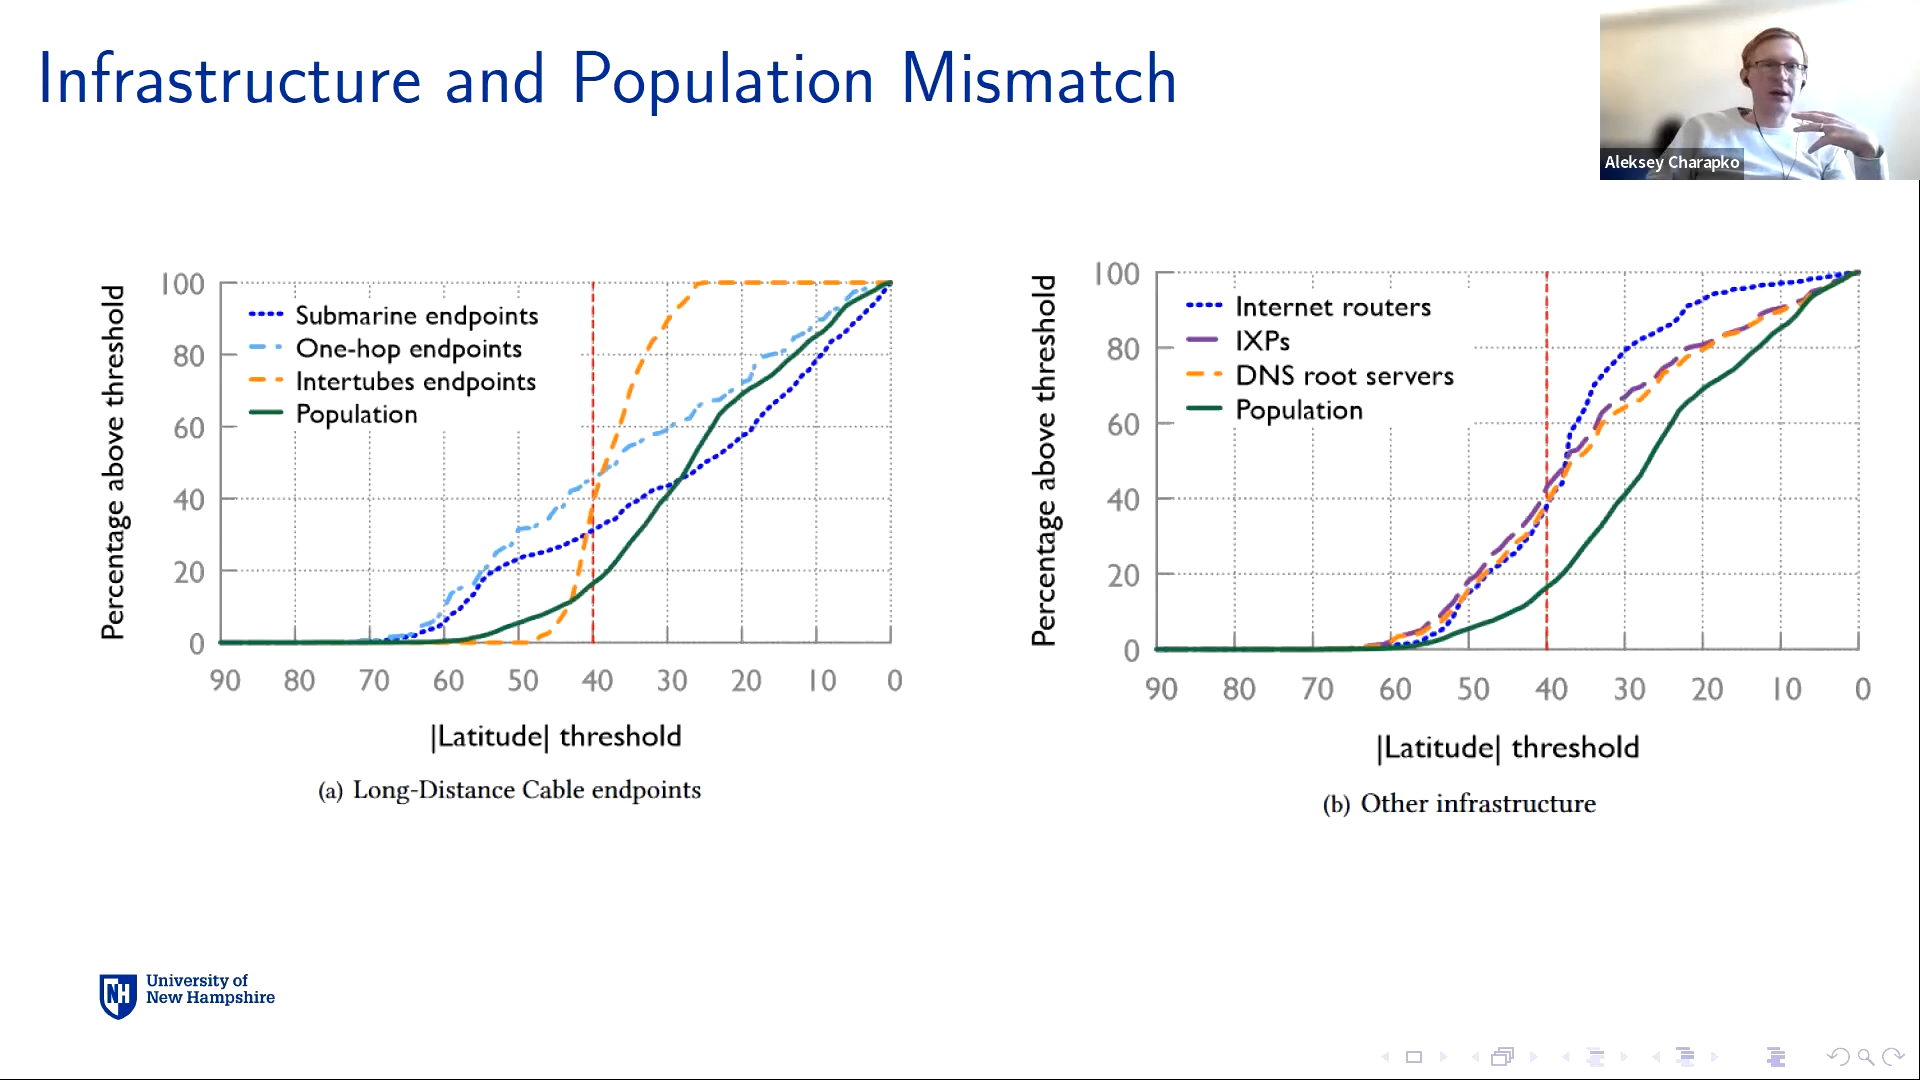 Infrastructure and Population Mismatch
Aleksey Charapko
Percentage above threshold
100
80
60
40
20
0
Submarine endpoints
One-hop endpoints
Intertubes endpoints
Population
90 80 70 60 50 40 30 20 10 0
|Latitude| threshold
(a) Long-Distance Cable endpoints
Percentage above threshold
100
80
60
40
20
0
Internet routers
IXPs
DNS root servers
Population
90 80 70 60 50 40 30 20 10 0
|Latitude| threshold
(b) Other infrastructure
NH
University of
New Hampshire